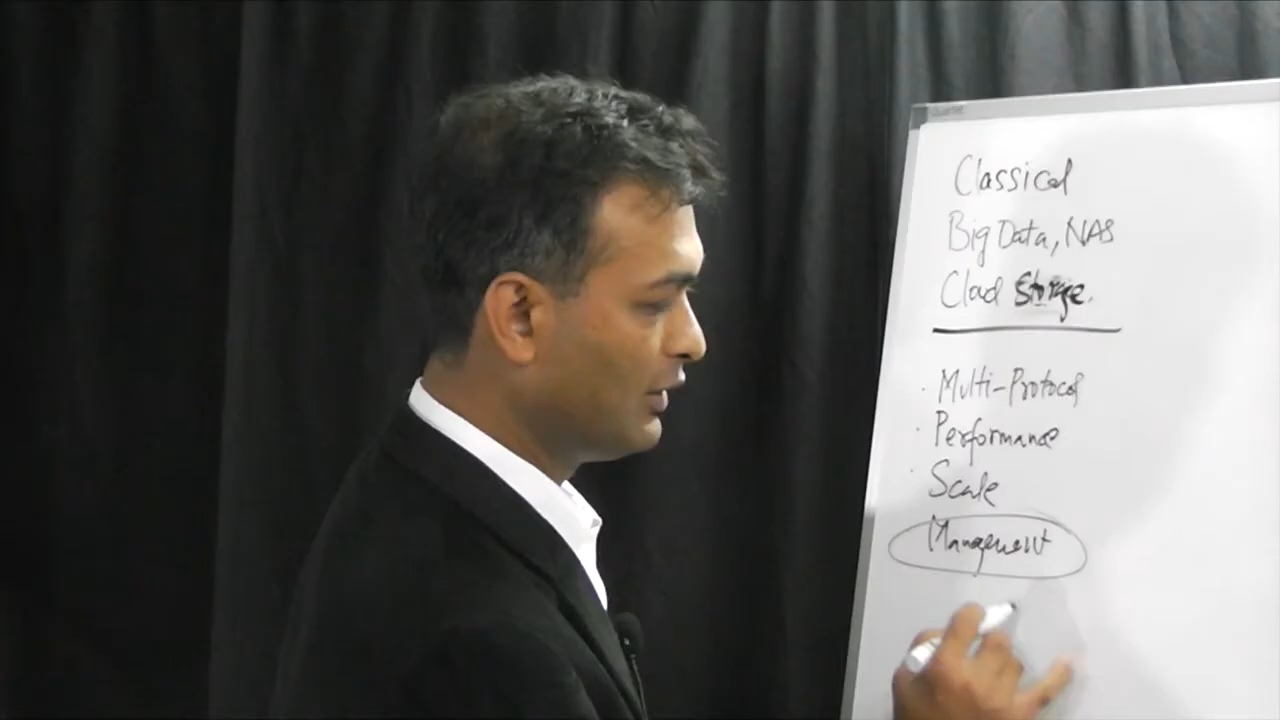 Classical
Big Data, NAS
Cloud Storage.
· Multi-Protocol
· Performance
· Scale
Management